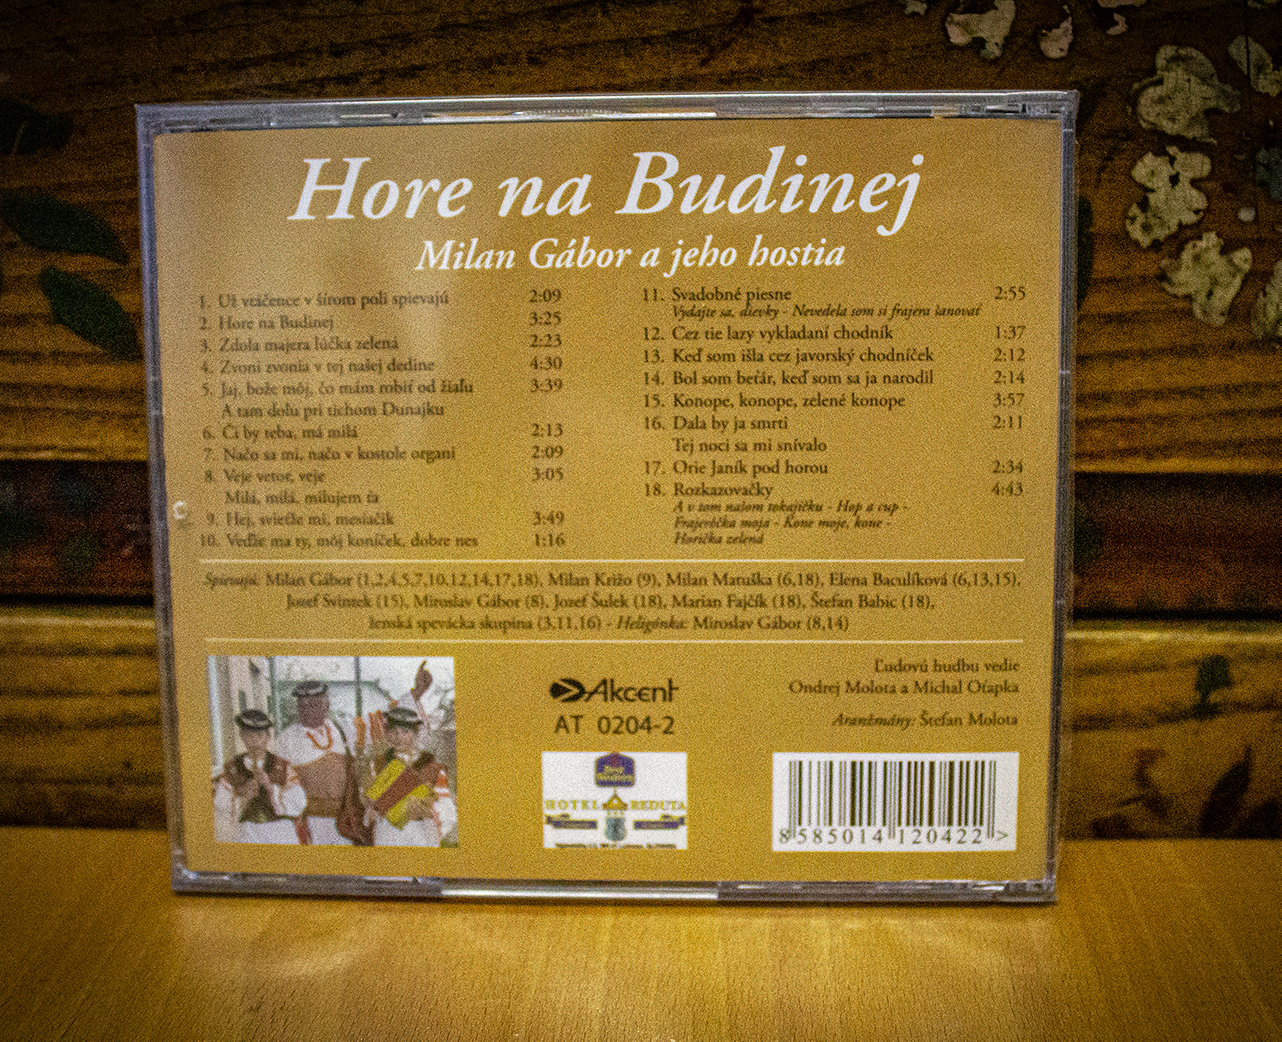 Hore na Budinej
Milan Gábor a jeho hostia
1. Už vtáčence v šírom poli spievajú 2:09
2. Hore na Budinej 3:25
3. Zdola majera lúčka zelená 2:23
4. Zvoni zvonia v tej našej dedine 4:30
5. Jaj, bože môj, čo mám robiť od žiaľu 3:39
A tam dolu pri tichom Dunajku
6. Či by teba, má milá 2:13
7. Načo sa mi, načo v kostole organi 2:09
8. Veje vetor, veje 3:05
Milá, milá, milujem ťa
9. Hej, svieťže mi, mesiačik 3:49
10. Veďže ma ty, môj koníček, dobre nes 1:16
11. Svadobné piesne 2:55
Vydajte sa, dievky - Nevedela som si frajera šanovať
12. Cez tie lazy vykladaní chodník 1:37
13. Keď som išla cez javorský chodníček 2:12
14. Bol som beťár, keď som sa ja narodil 2:14
15. Konope, konope, zelené konope 3:57
16. Dala by ja smrti 2:11
Tej noci sa mi snívalo
17. Orie Janík pod horou 2:34
18. Rozkazovačky 4:43
A v tom našom tokajíčku - Hop a cup -
Frajerôčka moja - Kone moje, kone -
Horička zelená
Spievajú: Milan Gábor (1,2,4,5,7,10,12,14,17,18), Milan Križo (9), Milan Matuška (6,18), Elena Baculíková (6,13,15),
Jozef Svintek (15), Miroslav Gábor (8), Jozef Šulek (18), Marian Fajčík (18), Štefan Babic (18),
ženská spevácka skupina (3,11,16) - Heligónka: Miroslav Gábor (8,14)
Akcent
AT 0204-2
Best Western
HOTEL REDUTA
Ľudovú hudbu vedie
Ondrej Molota a Michal Oťapka
Aranžmány: Štefan Molota
8 585014 120422 >